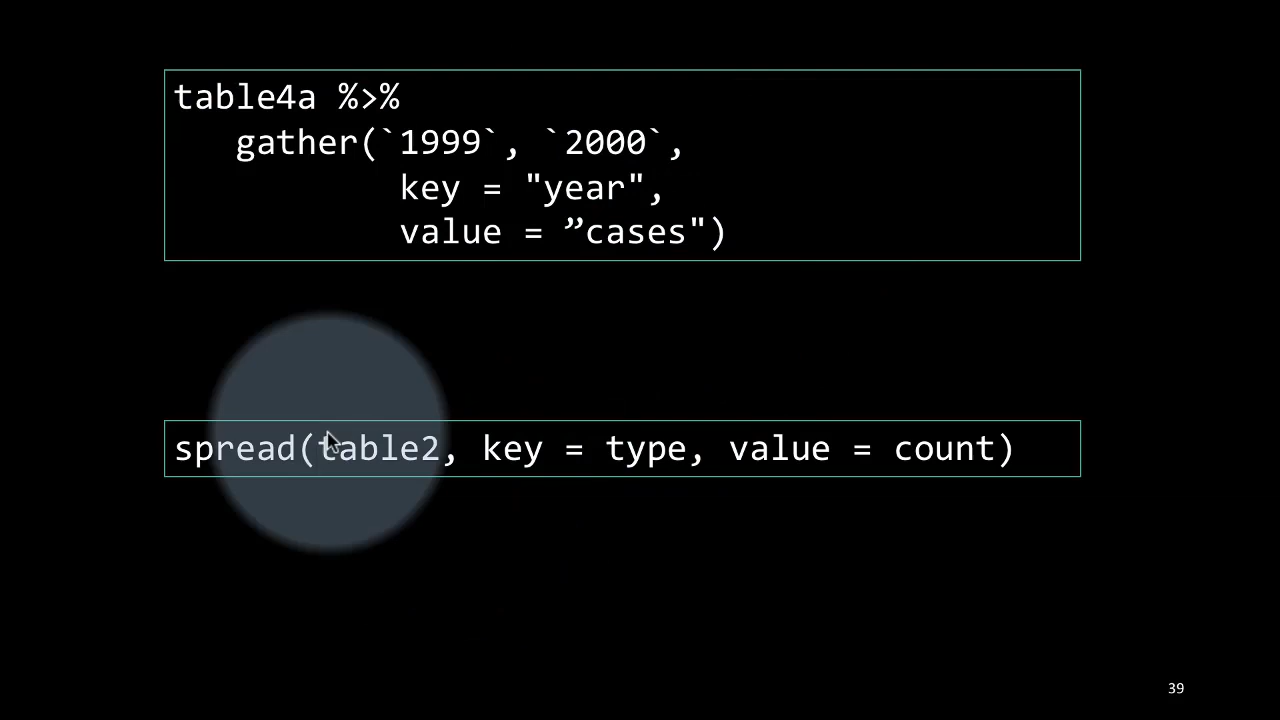 table4a %>%
gather(`1999`, `2000`,
key = "year",
value = ”cases")
spread(table2, key = type, value = count)
39